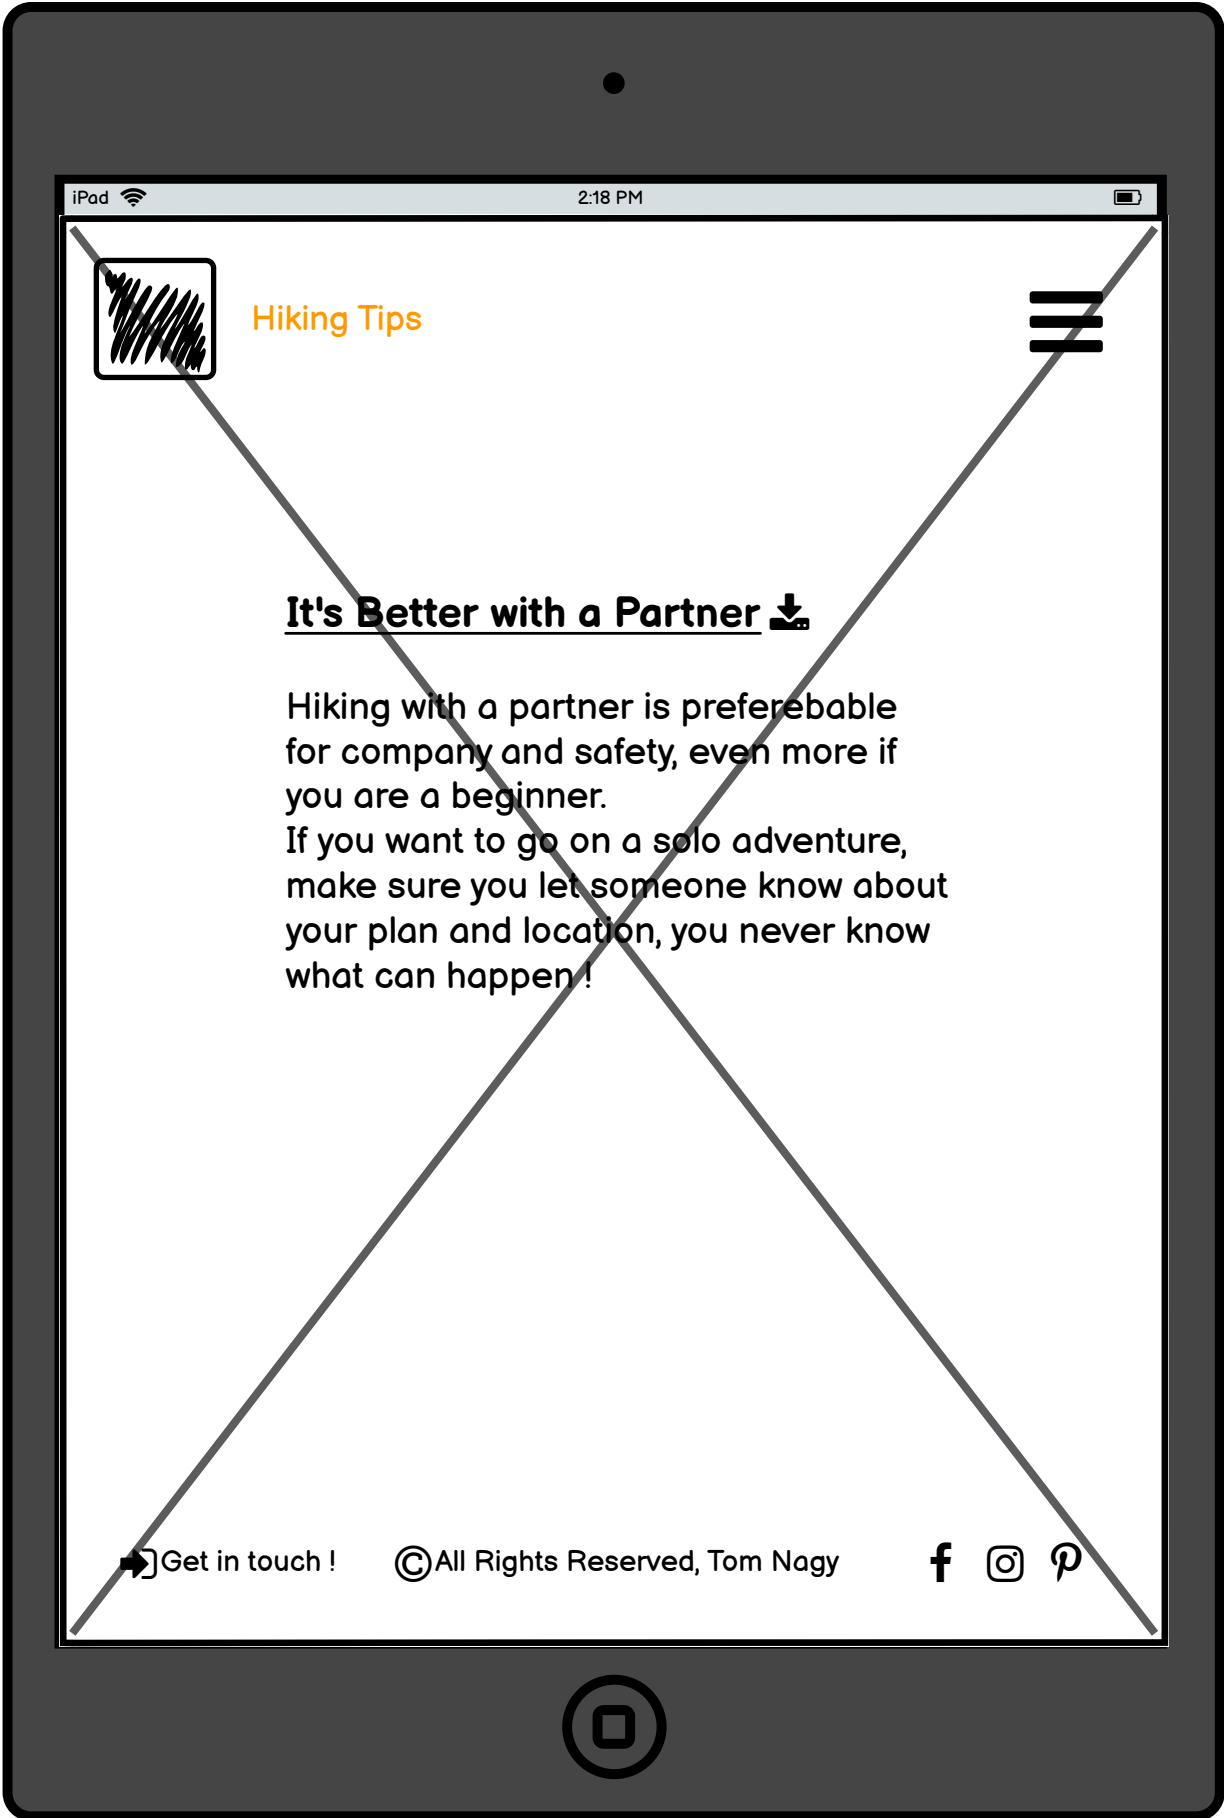 iPad
2:18 PM
Hiking Tips
It's Better with a Partner
Hiking with a partner is preferebable
for company and safety, even more if
you are a beginner.
If you want to go on a solo adventure,
make sure you let someone know about
your plan and location, you never know
what can happen !
Get in touch !
©All Rights Reserved, Tom Nagy